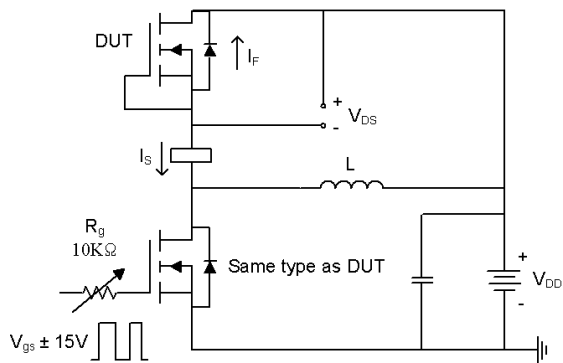 DUT
I_F
+
V_DS
-
I_S
L
R_g
10KΩ
Same type as DUT
+
V_DD
-
V_gs ± 15V